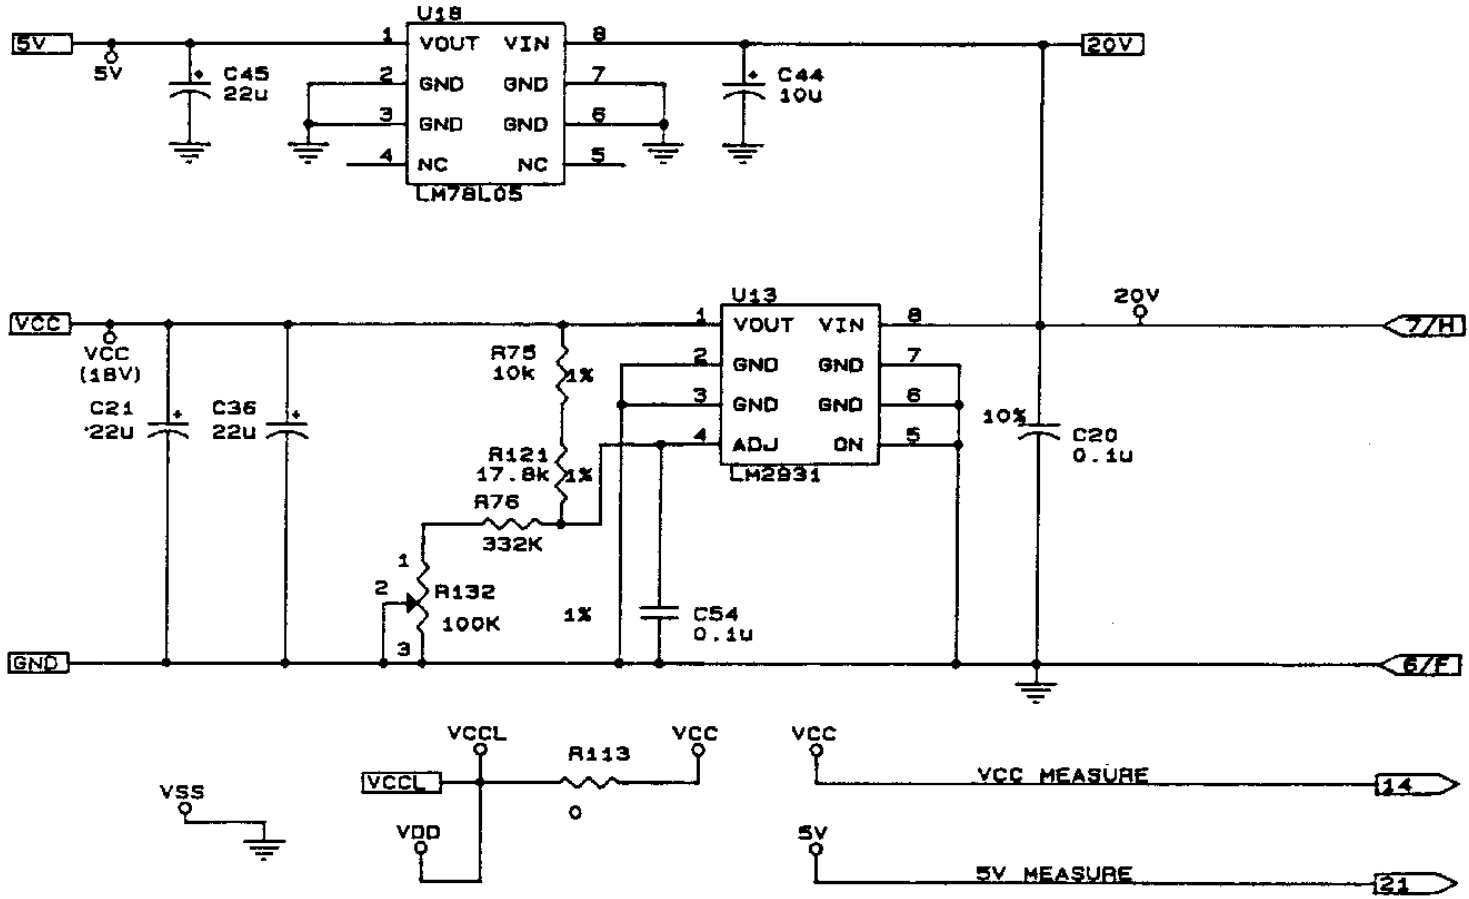 U18
5V
5V
1
VOUT
VIN
8
20V
C45
22u
2
GND
GND
7
C44
10u
3
GND
GND
6
4
NC
NC
5
LM78L05
VCC
VCC
(18V)
U13
1
VOUT
VIN
8
20V
7/H
R75
10k
1%
2
GND
GND
7
C21
22u
C36
22u
3
GND
GND
6
10%
C20
0.1u
4
ADJ
ON
5
R121
17.8k
1%
LM2931
R76
332K
1
2
R132
100K
3
1%
C54
0.1u
GND
6/F
VCCL
R113
VCC
VCC
VCCL
0
VCC MEASURE
14
VSS
VDD
5V
5V MEASURE
21